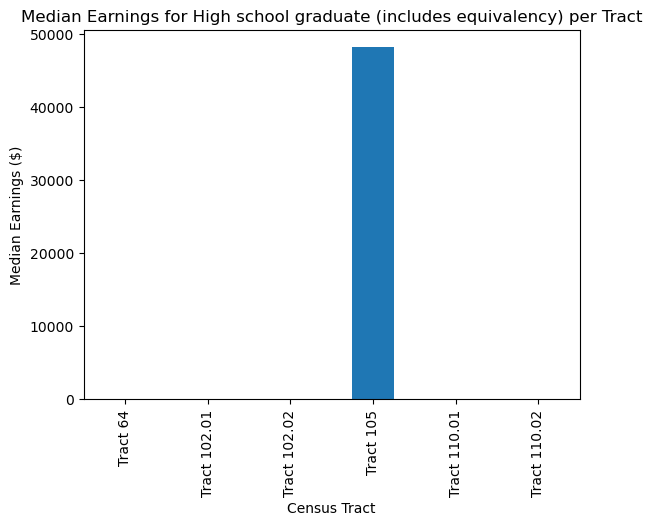 Median Earnings for High school graduate (includes equivalency) per Tract
50000
40000
30000
20000
10000
0
Median Earnings ($)
Tract 64
Tract 102.01
Tract 102.02
Tract 105
Tract 110.01
Tract 110.02
Census Tract